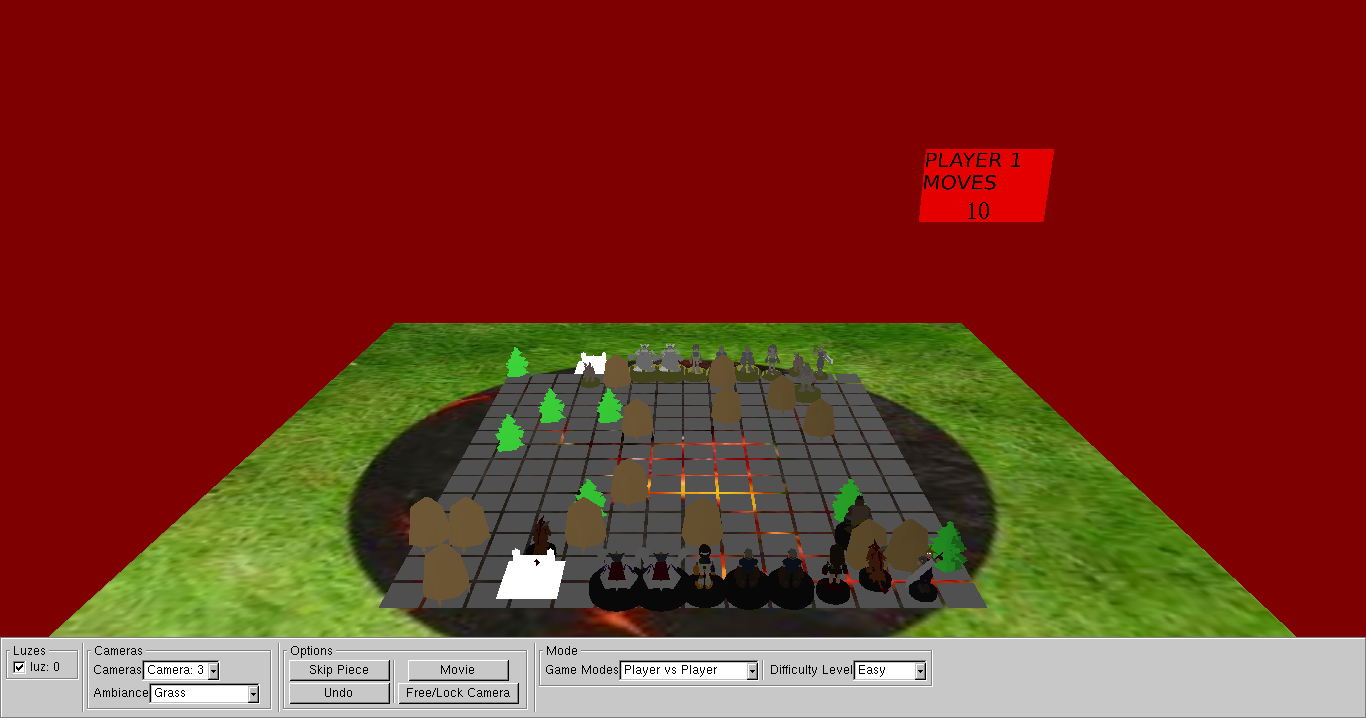 PLAYER 1
MOVES
10
Luzes
luz: 0
Cameras
Cameras Camera: 3
Ambiance Grass
Options
Skip Piece Movie
Undo Free/Lock Camera
Mode
Game Modes Player vs Player Difficulty Level Easy